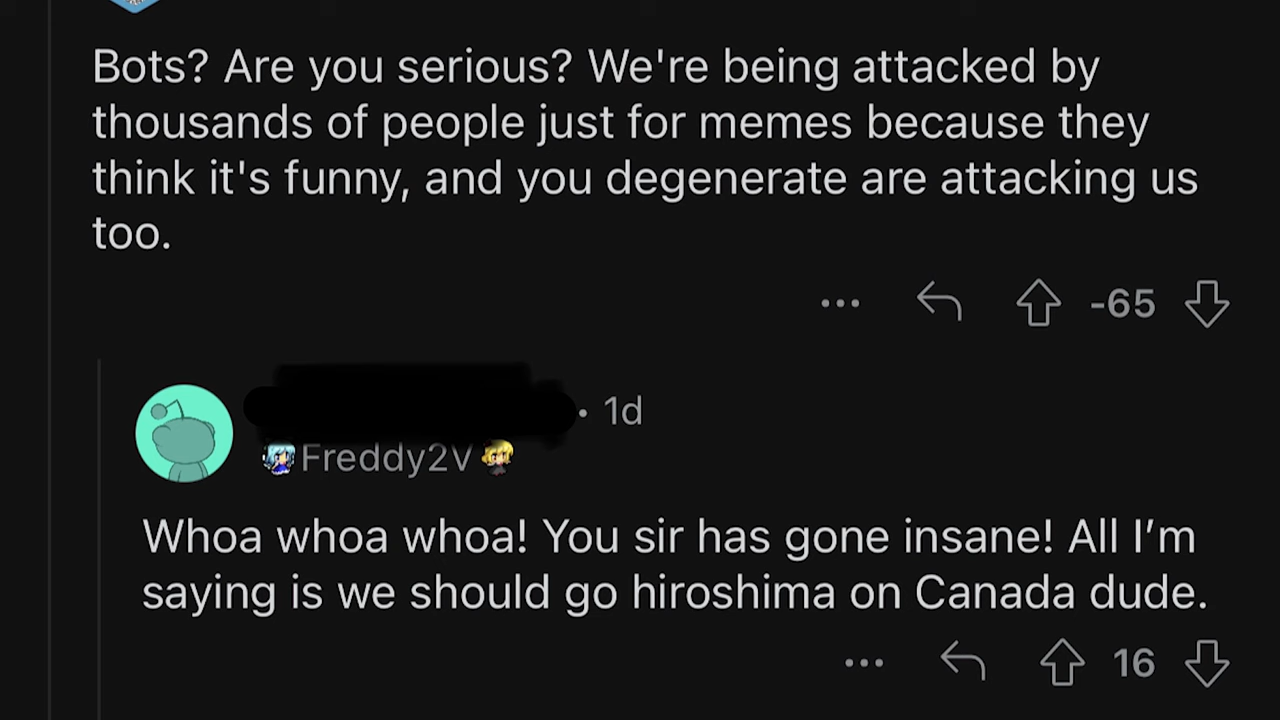 Bots? Are you serious? We're being attacked by
thousands of people just for memes because they
think it's funny, and you degenerate are attacking us
too.
-65
• 1d
Freddy2V
Whoa whoa whoa! You sir has gone insane! All I’m
saying is we should go hiroshima on Canada dude.
16